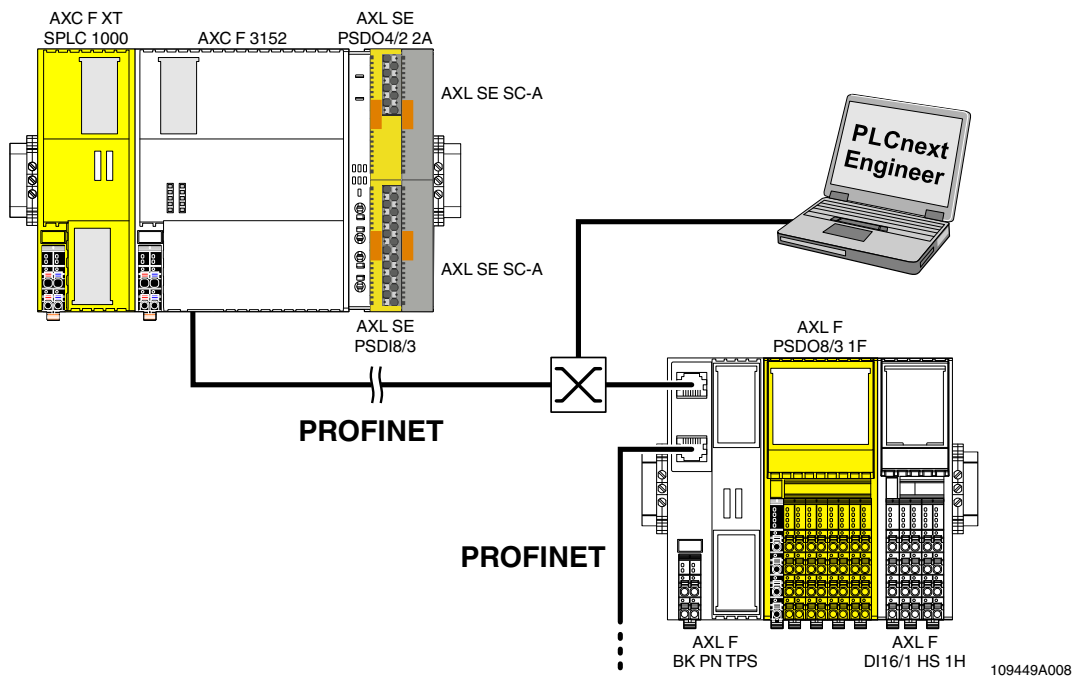 AXC F XT
SPLC 1000
AXC F 3152
AXL SE
PSDO4/2 2A
AXL SE SC-A
AXL SE SC-A
AXL SE
PSDI8/3
PLCnext
Engineer
PROFINET
AXL F
PSDO8/3 1F
PROFINET
AXL F
BK PN TPS
AXL F
DI16/1 HS 1H
109449A008